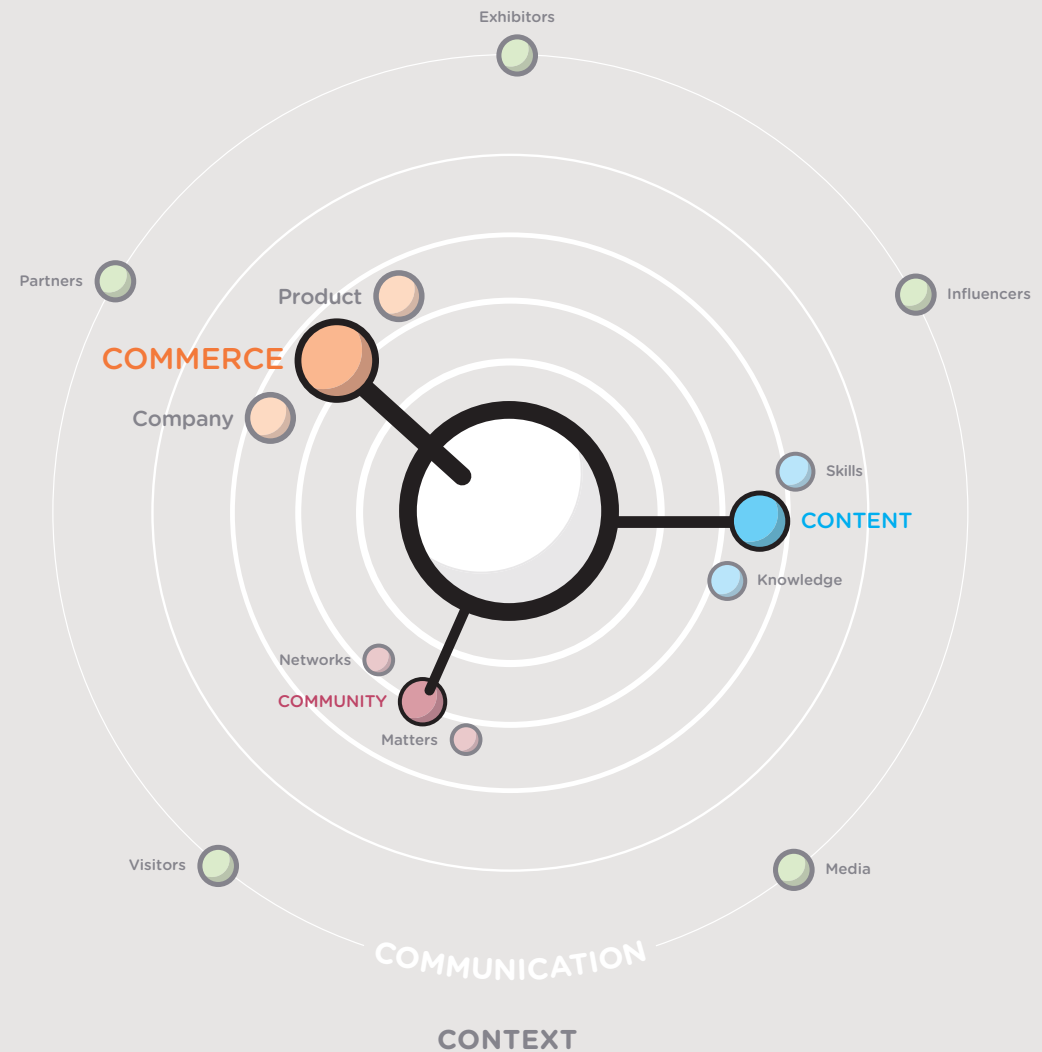 Exhibitors
Partners
Influencers
Product
COMMERCE
Company
Skills
CONTENT
Knowledge
Networks
COMMUNITY
Matters
Visitors
Media
COMMUNICATION
CONTEXT